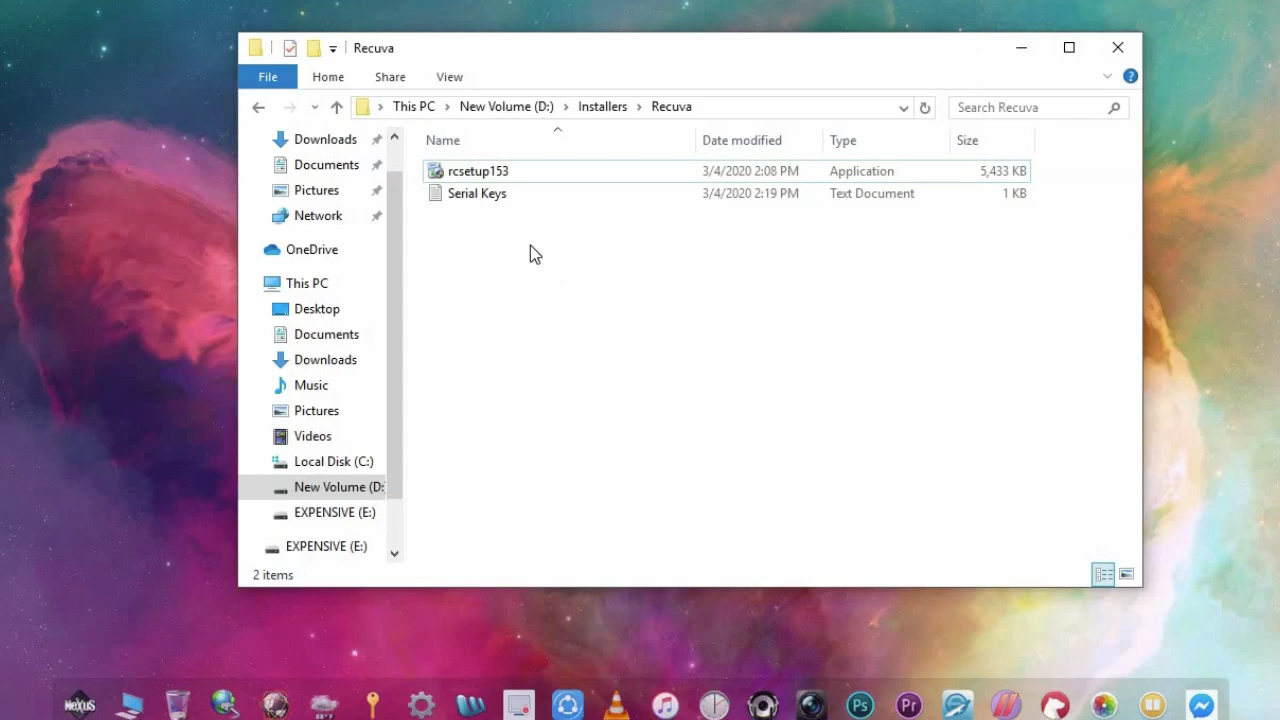 Recuva
File Home Share View
This PC New Volume (D:) Installers Recuva Search Recuva
Name Date modified Type Size
rcsetup153 3/4/2020 2:08 PM Application 5,433 KB
Serial Keys 3/4/2020 2:19 PM Text Document 1 KB
Downloads
Documents
Pictures
Network
OneDrive
This PC
Desktop
Documents
Downloads
Music
Pictures
Videos
Local Disk (C:)
New Volume (D:
EXPENSIVE (E:)
EXPENSIVE (E:)
2 items
NeXuS Ps Pr